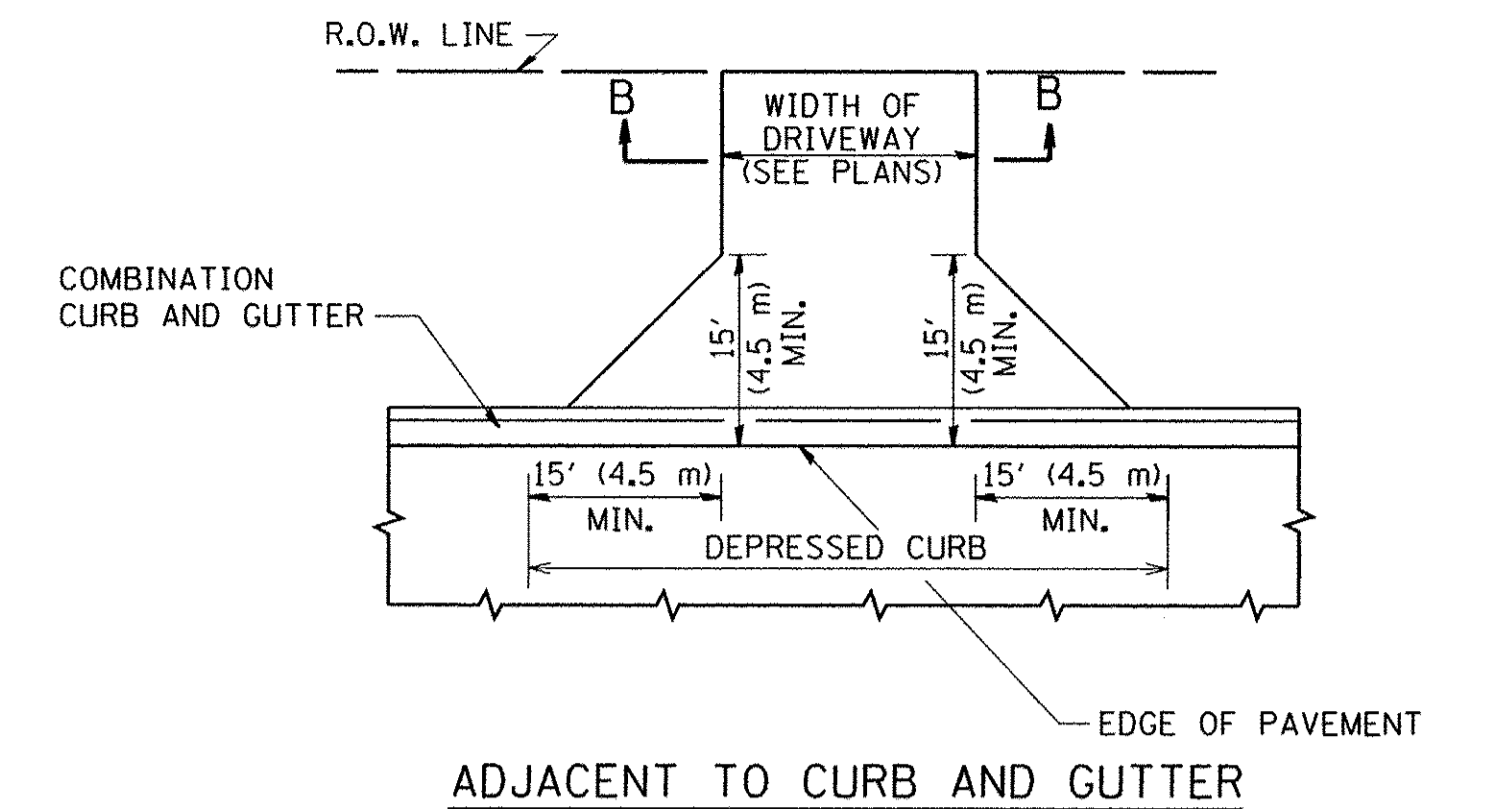 R.O.W. LINE
B
B
WIDTH OF
DRIVEWAY
(SEE PLANS)
COMBINATION
CURB AND GUTTER
15'
(4.5 m)
MIN.
15'
(4.5 m)
MIN.
15' (4.5 m)
MIN.
15' (4.5 m)
MIN.
DEPRESSED CURB
EDGE OF PAVEMENT
ADJACENT TO CURB AND GUTTER